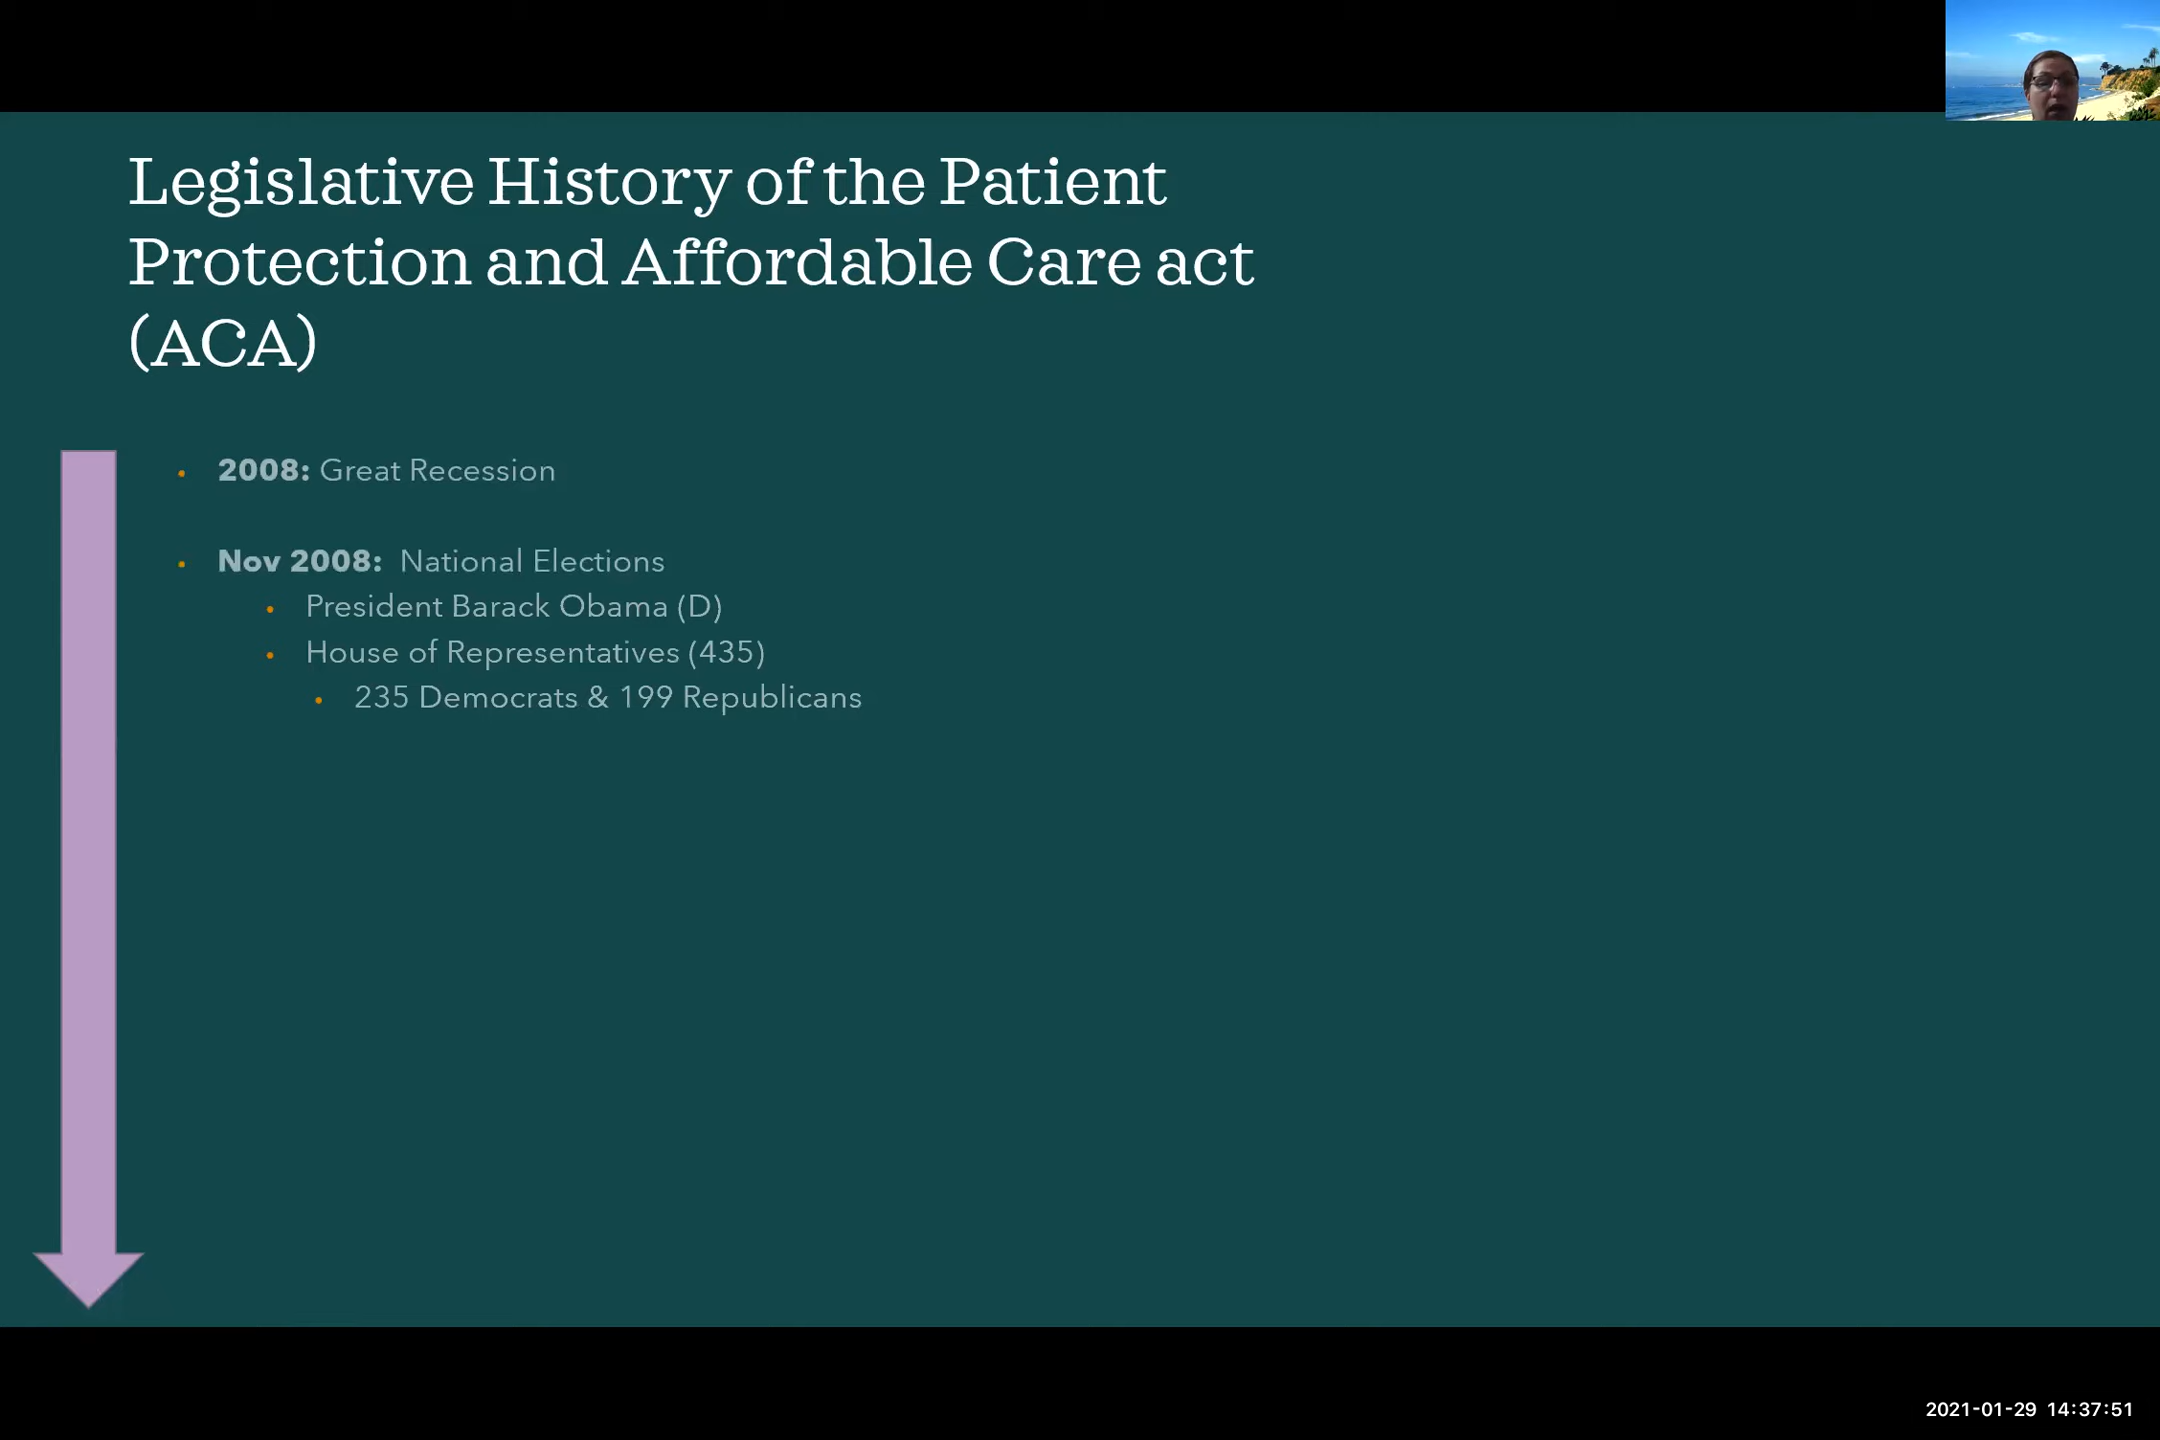 Legislative History of the Patient
Protection and Affordable Care act
(ACA)
• 2008: Great Recession
• Nov 2008: National Elections
• President Barack Obama (D)
• House of Representatives (435)
• 235 Democrats & 199 Republicans
2021-01-29 14:37:51